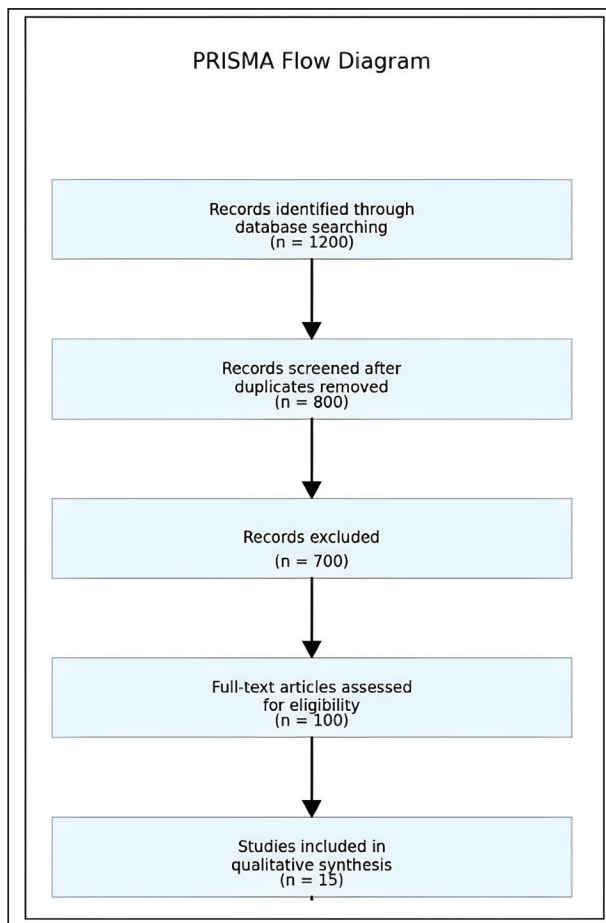 PRISMA Flow Diagram
Records identified through
database searching
(n = 1200)
Records screened after
duplicates removed
(n = 800)
Records excluded
(n = 700)
Full-text articles assessed
for eligibility
(n = 100)
Studies included in
qualitative synthesis
(n = 15)